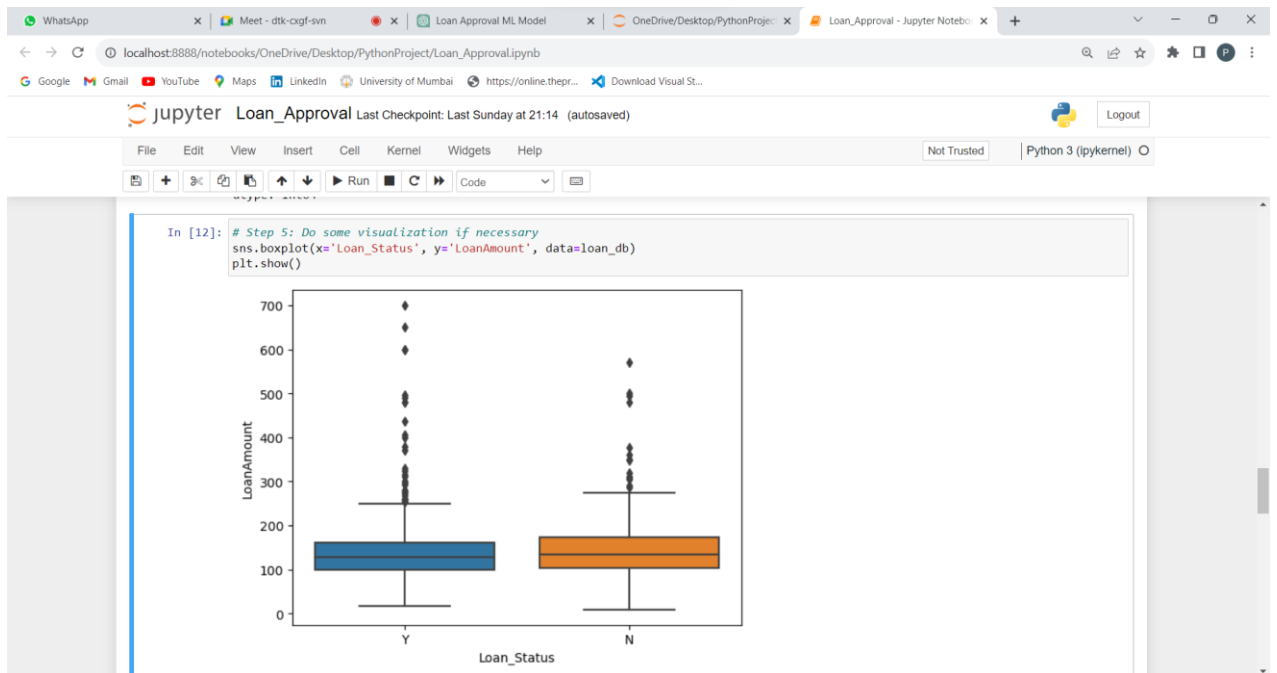 WhatsApp
Meet - dtk-cxgf-svn
Loan Approval ML Model
OneDrive/Desktop/PythonProjec
Loan_Approval - Jupyter Notebo
localhost:8888/notebooks/OneDrive/Desktop/PythonProject/Loan_Approval.ipynb
P
Google
Gmail
YouTube
Maps
LinkedIn
University of Mumbai
https://online.thepr...
Download Visual St...
jupyter Loan_Approval Last Checkpoint: Last Sunday at 21:14 (autosaved)
Logout
File Edit View Insert Cell Kernel Widgets Help
Not Trusted
Python 3 (ipykernel)
Run
Code
In [12]: # Step 5: Do some visualization if necessary
sns.boxplot(x='Loan_Status', y='LoanAmount', data=loan_db)
plt.show()
700
600
500
400
300
200
100
0
LoanAmount
Y N
Loan_Status